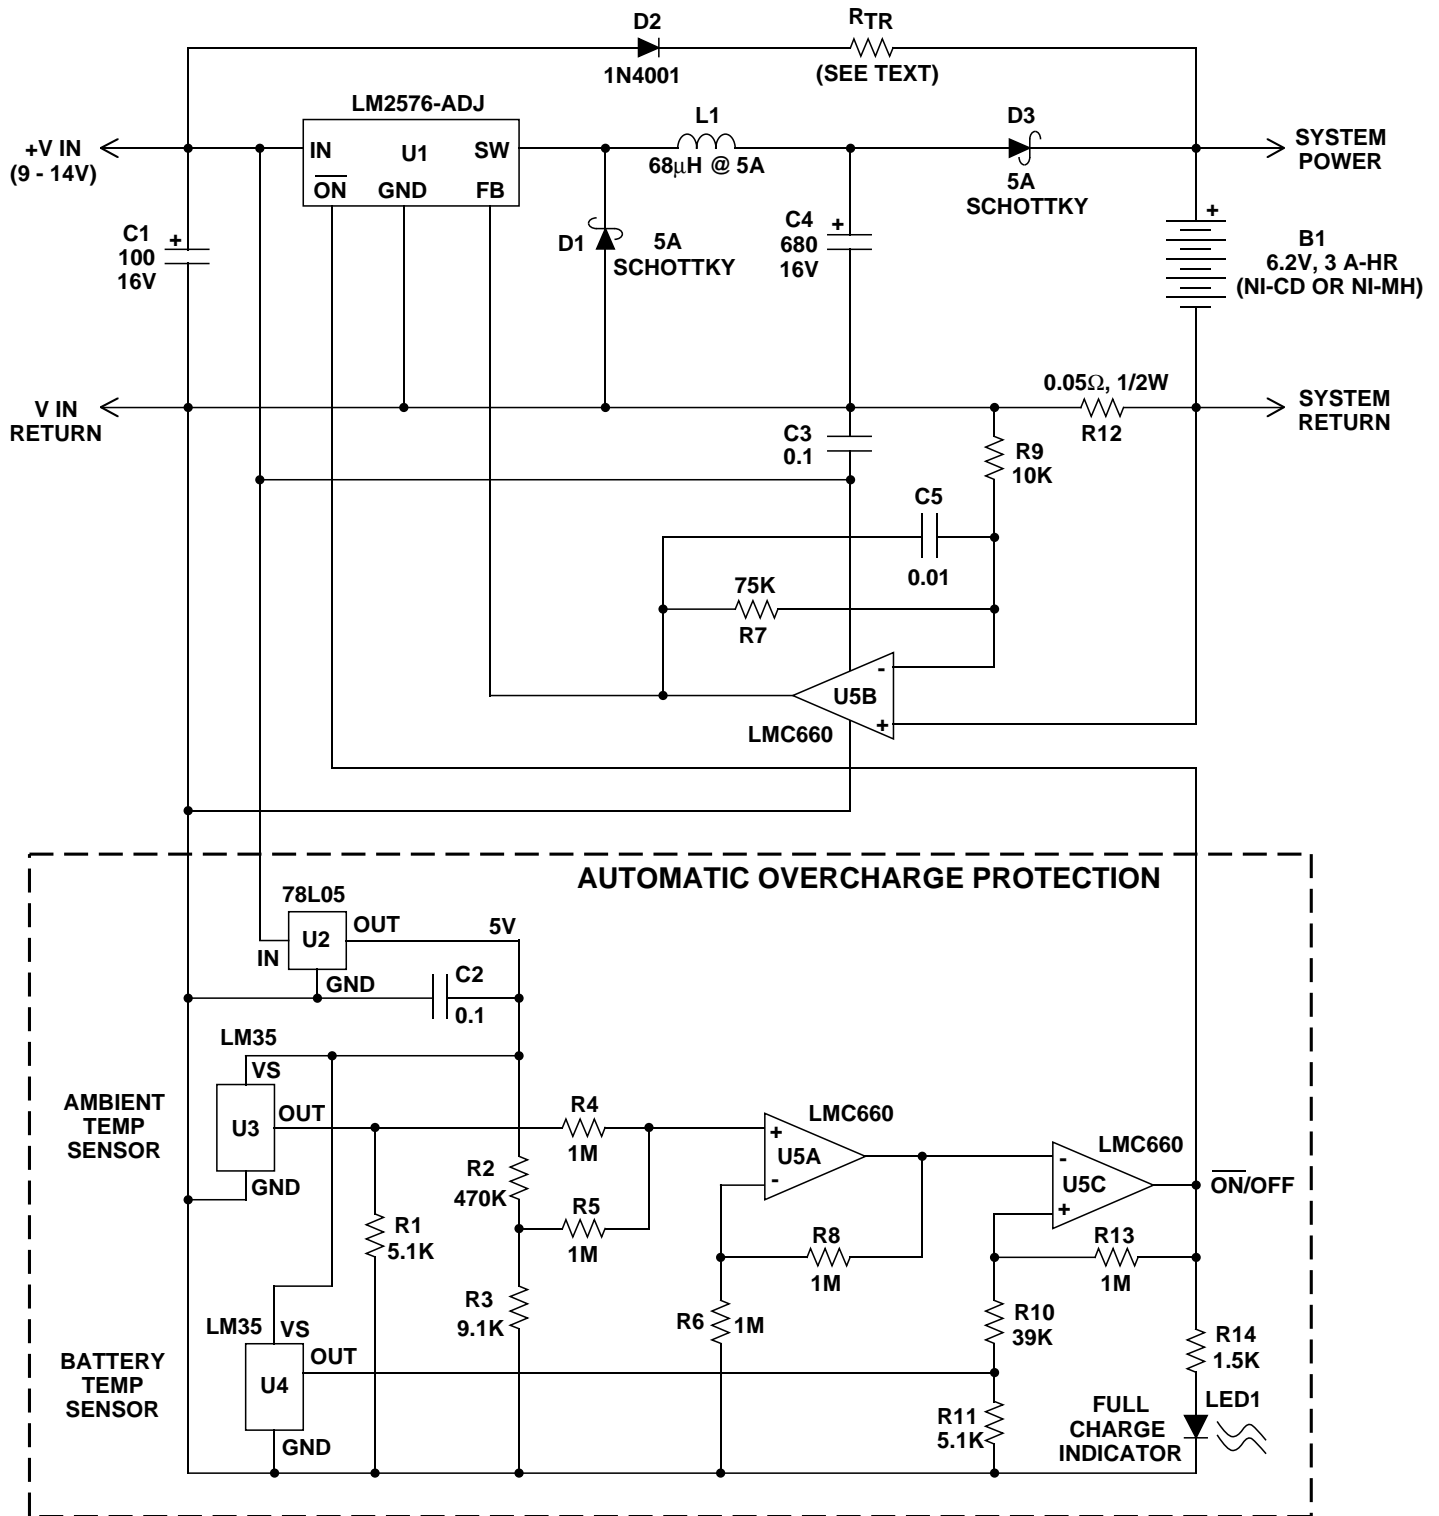 D2
1N4001
RTR
(SEE TEXT)
LM2576-ADJ
IN
U1
SW
ON
GND
FB
L1
68µH @ 5A
D3
5A
SCHOTTKY
+V IN
(9 - 14V)
SYSTEM
POWER
C1
100
16V
+
D1
5A
SCHOTTKY
C4
680
16V
+
+
B1
6.2V, 3 A-HR
(NI-CD OR NI-MH)
V IN
RETURN
0.05Ω, 1/2W
R12
SYSTEM
RETURN
C3
0.1
R9
10K
C5
0.01
75K
R7
-
U5B
+
LMC660
AUTOMATIC OVERCHARGE PROTECTION
78L05
U2
OUT
IN
GND
5V
C2
0.1
LM35
VS
U3
OUT
GND
AMBIENT
TEMP
SENSOR
R1
5.1K
R2
470K
R3
9.1K
R4
1M
R5
1M
LMC660
+
U5A
-
R8
1M
R6
1M
LMC660
-
U5C
+
ON/OFF
R13
1M
R10
39K
R14
1.5K
LM35
VS
U4
OUT
GND
BATTERY
TEMP
SENSOR
R11
5.1K
FULL
CHARGE
INDICATOR
LED1